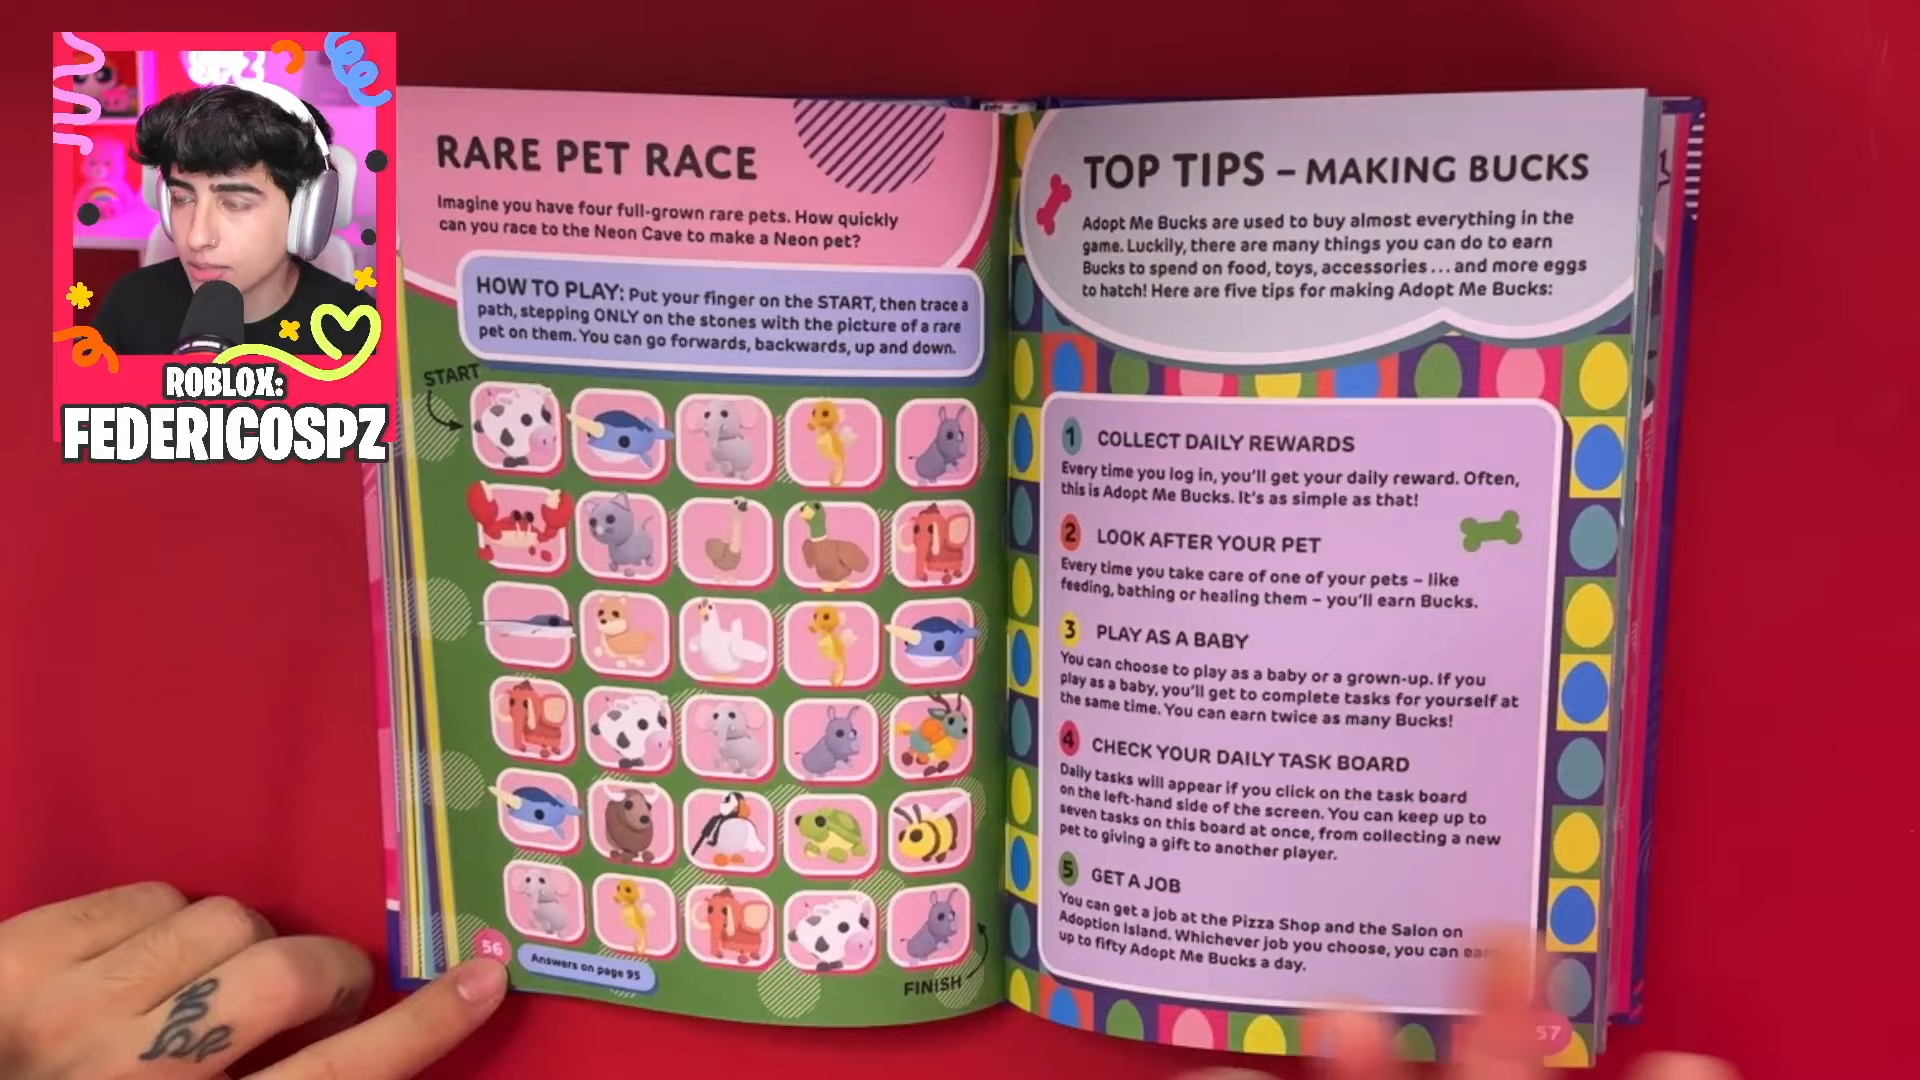 ROBLOX:
FEDERICOSPZ
RARE PET RACE
Imagine you have four full-grown rare pets. How quickly
can you race to the Neon Cave to make a Neon pet?
HOW TO PLAY: Put your finger on the START, then trace a
path, stepping ONLY on the stones with the picture of a rare
pet on them. You can go forwards, backwards, up and down.
START
FINISH
56
Answers on page 95
TOP TIPS – MAKING BUCKS
Adopt Me Bucks are used to buy almost everything in the
game. Luckily, there are many things you can do to earn
Bucks to spend on food, toys, accessories ... and more eggs
to hatch! Here are five tips for making Adopt Me Bucks:
1 COLLECT DAILY REWARDS
Every time you log in, you'll get your daily reward. Often,
this is Adopt Me Bucks. It's as simple as that!
2 LOOK AFTER YOUR PET
Every time you take care of one of your pets – like
feeding, bathing or healing them – you'll earn Bucks.
3 PLAY AS A BABY
You can choose to play as a baby or a grown-up. If you
play as a baby, you'll get to complete tasks for yourself at
the same time. You can earn twice as many Bucks!
4 CHECK YOUR DAILY TASK BOARD
Daily tasks will appear if you click on the task board
on the left-hand side of the screen. You can keep up to
seven tasks on this board at once, from collecting a new
pet to giving a gift to another player.
5 GET A JOB
You can get a job at the Pizza Shop and the Salon on
Adoption Island. Whichever job you choose, you can earn
up to fifty Adopt Me Bucks a day.
57